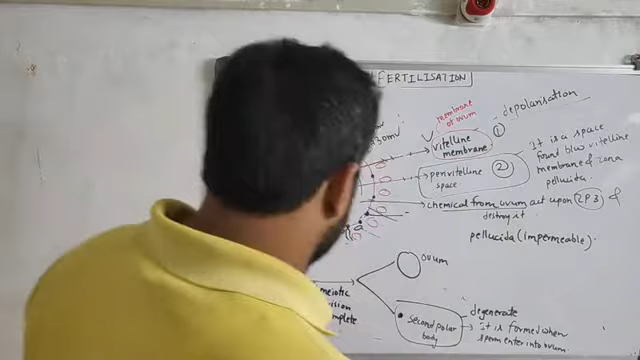 FERTILISATION
depolarisation
membrane
of ovum
30mV
vitelline
membrane
①
perivitelline
space
②
It is a space
found b/w vitelline
membrane & zona
pellucida.
chemical from ovum act upon ZP3 &
destroy it
pellucida (impermeable).
ovum
meiotic
complete
second polar
body
degenerate
It is formed when
sperm enter into ovum.